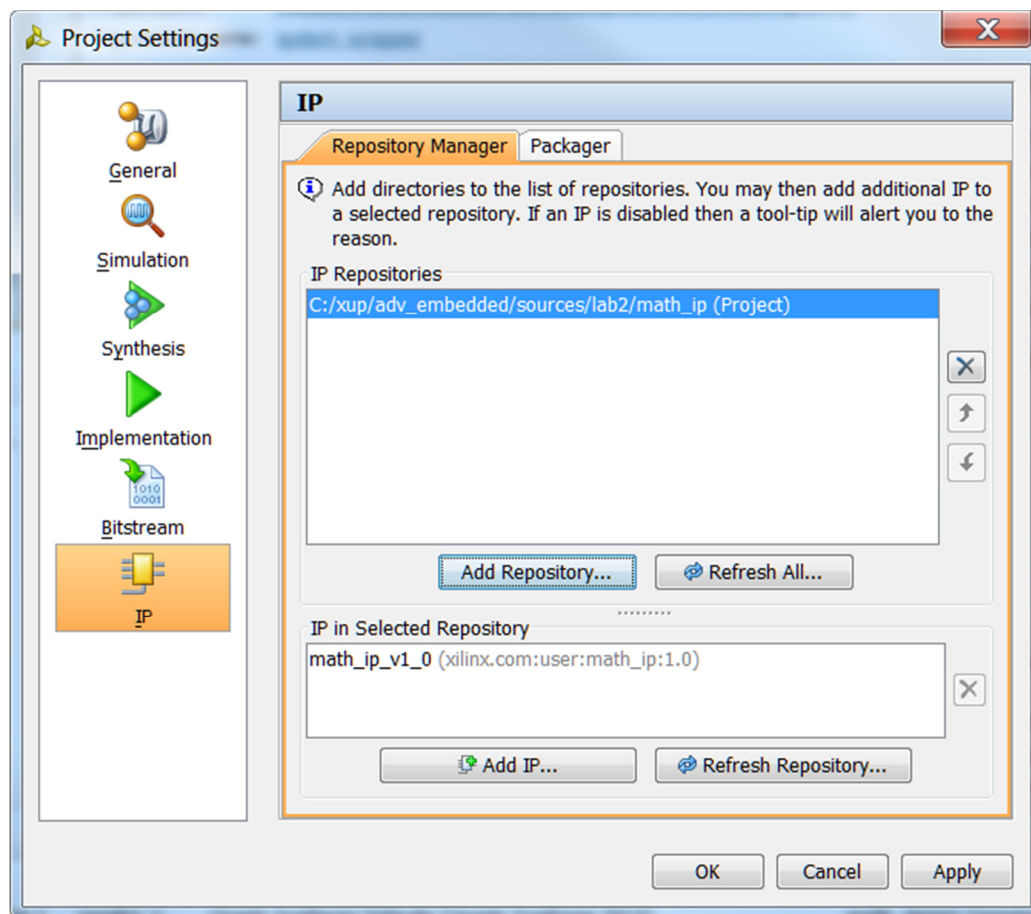 Project Settings
General
Simulation
Synthesis
Implementation
1010
0001
Bitstream
IP
IP
Repository Manager
Packager
Add directories to the list of repositories. You may then add additional IP to
a selected repository. If an IP is disabled then a tool-tip will alert you to the
reason.
IP Repositories
C:/xup/adv_embedded/sources/lab2/math_ip (Project)
Add Repository...
Refresh All...
IP in Selected Repository
math_ip_v1_0 (xilinx.com:user:math_ip:1.0)
Add IP...
Refresh Repository...
OK
Cancel
Apply